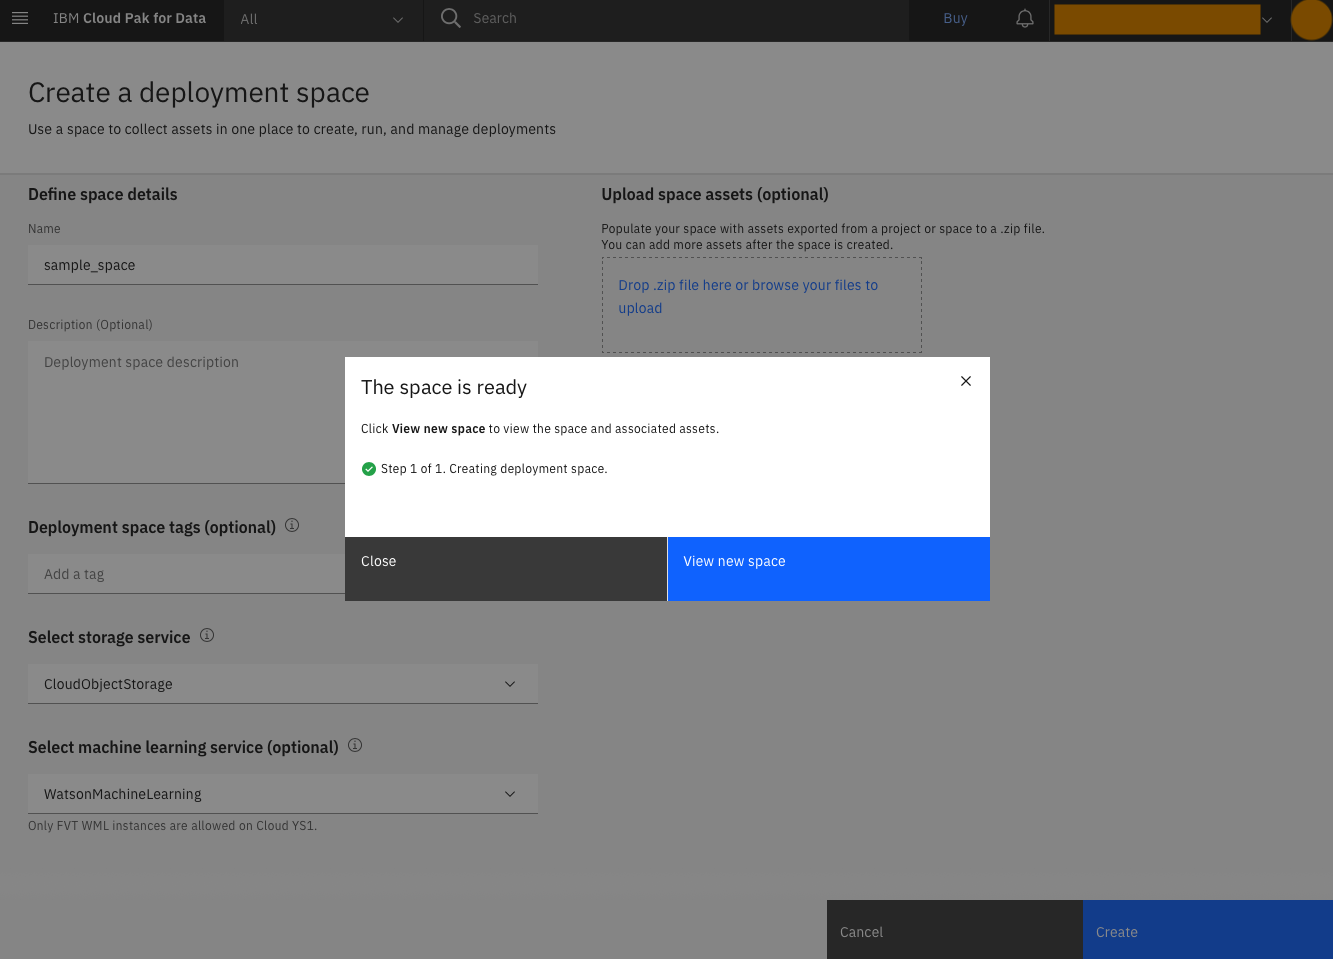 IBM Cloud Pak for Data
All
Search
Buy
Create a deployment space
Use a space to collect assets in one place to create, run, and manage deployments
Define space details
Name
sample_space
Description (Optional)
Deployment space description
Deployment space tags (optional)
Add a tag
Select storage service
CloudObjectStorage
Select machine learning service (optional)
WatsonMachineLearning
Only FVT WML instances are allowed on Cloud YS1.
Upload space assets (optional)
Populate your space with assets exported from a project or space to a .zip file.
You can add more assets after the space is created.
Drop .zip file here or browse your files to
upload
The space is ready
Click View new space to view the space and associated assets.
Step 1 of 1. Creating deployment space.
Close
View new space
Cancel
Create